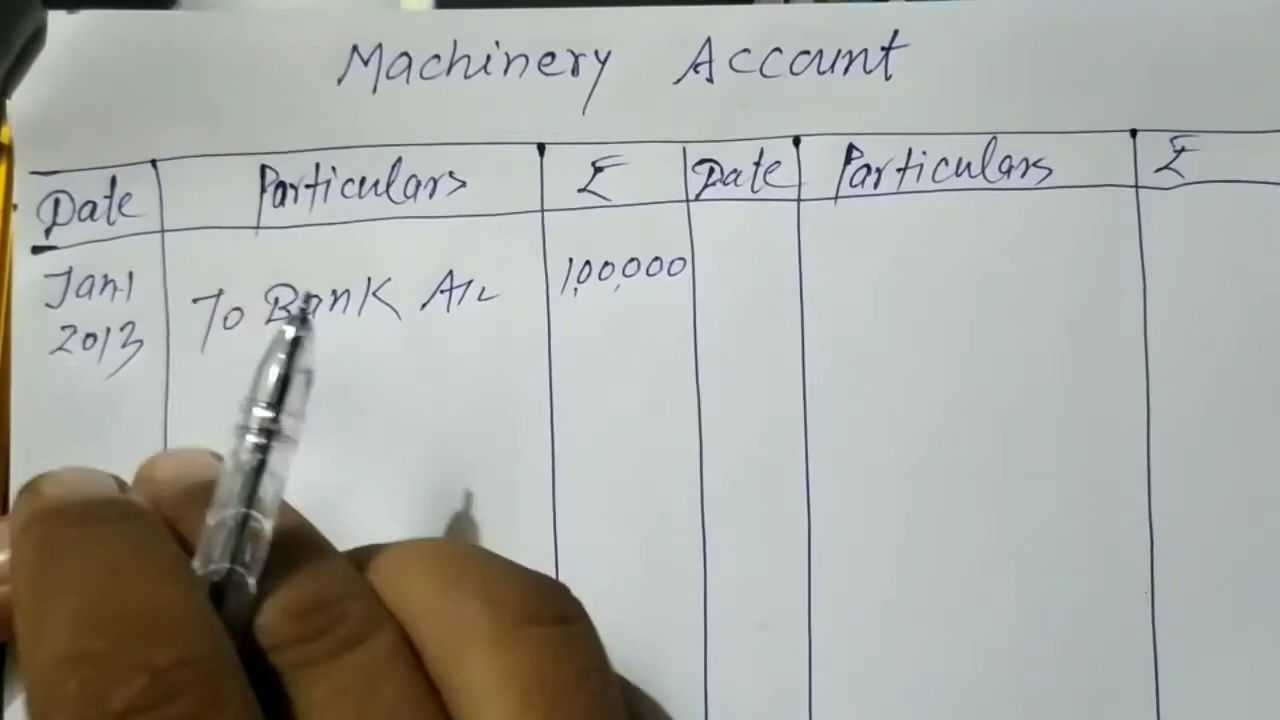 Machinery Account
Date Particulars ₹ Date Particulars ₹
Jan1 To Bank A/c 1,00,000
2013